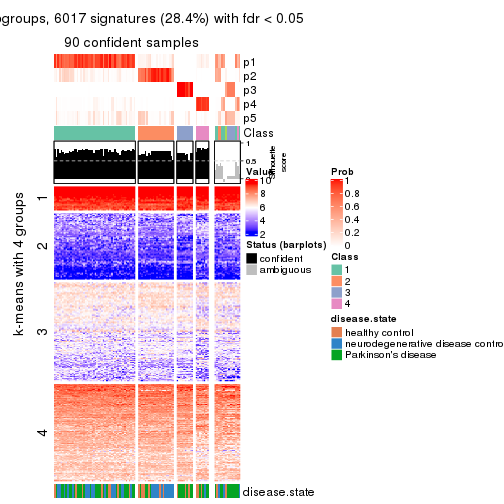 ogroups, 6017 signatures (28.4%) with fdr < 0.05
90 confident samples
p1
p2
p3
p4
p5
Class
1
0.5
0
Silhouette
score
k-means with 4 groups
1
2
3
4
disease.state
Value
10
8
6
4
2
Status (barplots)
confident
ambiguous
Prob
1
0.8
0.6
0.4
0.2
0
Class
1
2
3
4
disease.state
healthy control
neurodegenerative disease contro
Parkinson's disease